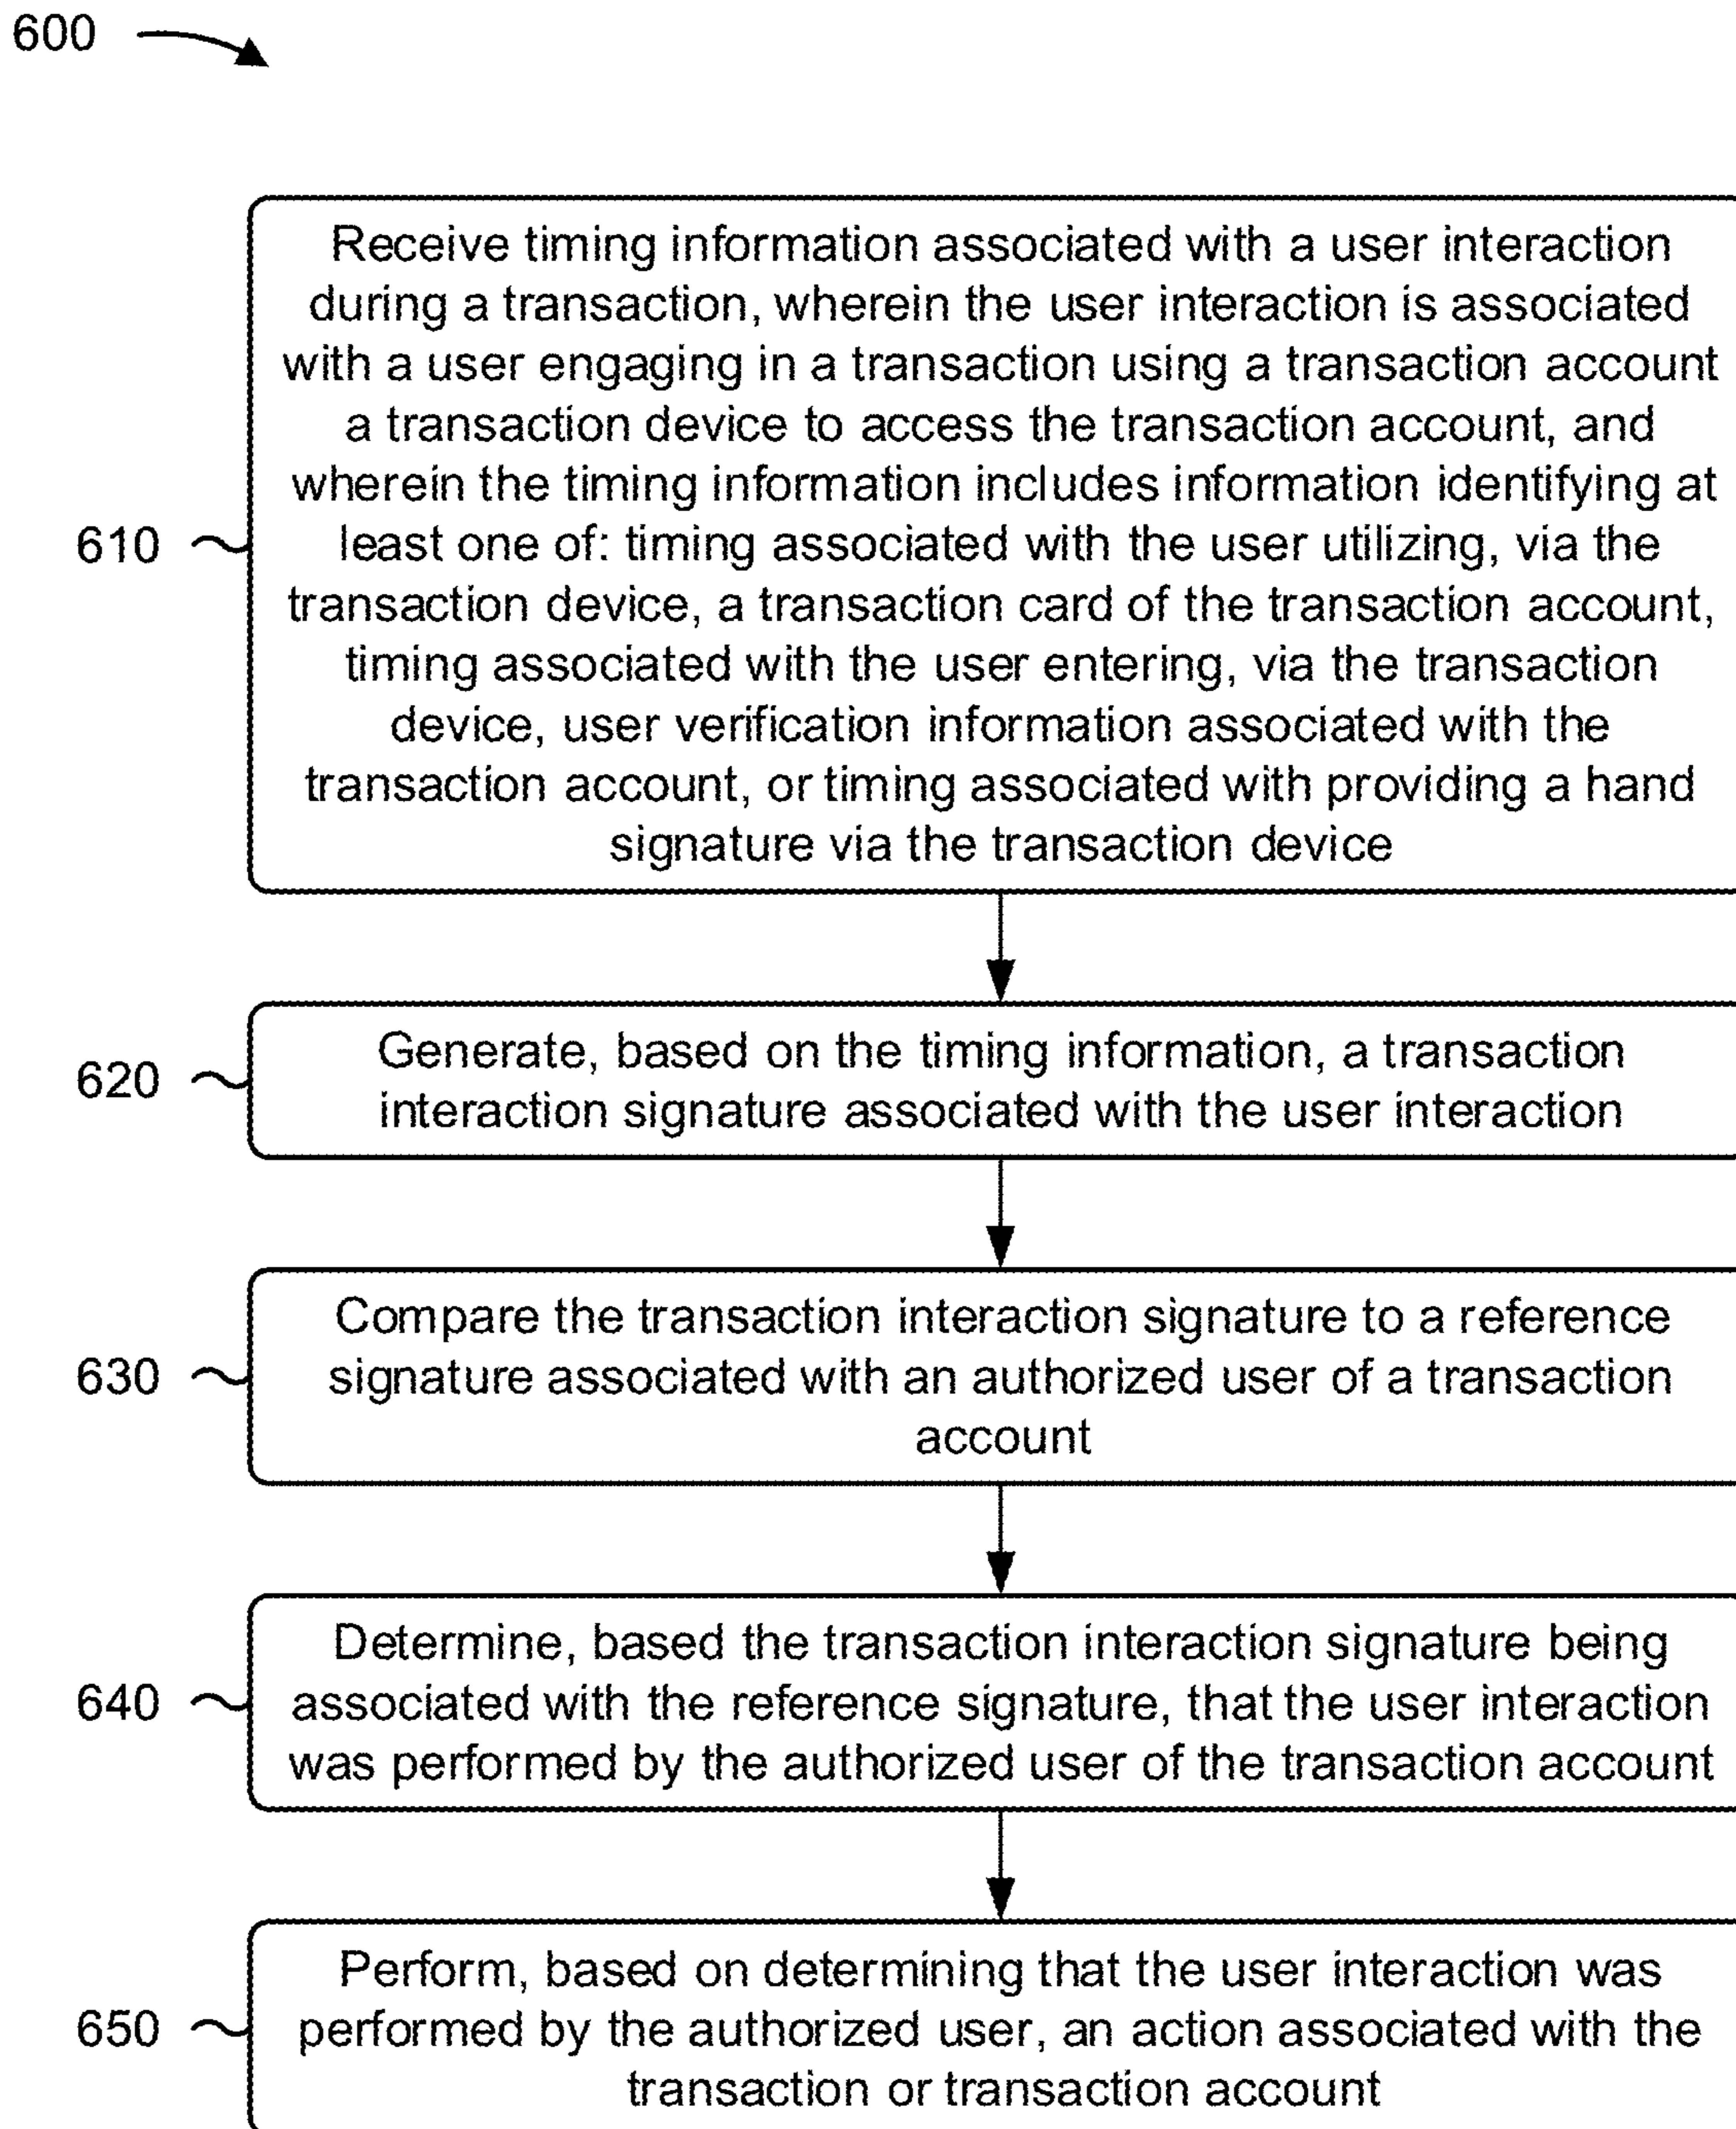 600
Receive timing information associated with a user interaction
during a transaction, wherein the user interaction is associated
with a user engaging in a transaction using a transaction account
a transaction device to access the transaction account, and
wherein the timing information includes information identifying at
610
least one of: timing associated with the user utilizing, via the
transaction device, a transaction card of the transaction account,
timing associated with the user entering, via the transaction
device, user verification information associated with the
transaction account, or timing associated with providing a hand
signature via the transaction device
Generate, based on the timing information, a transaction
620
interaction signature associated with the user interaction
Compare the transaction interaction signature to a reference
630
signature associated with an authorized user of a transaction
account
Determine, based the transaction interaction signature being
640
associated with the reference signature, that the user interaction
was performed by the authorized user of the transaction account
Perform, based on determining that the user interaction was
650
performed by the authorized user, an action associated with the
transaction or transaction account